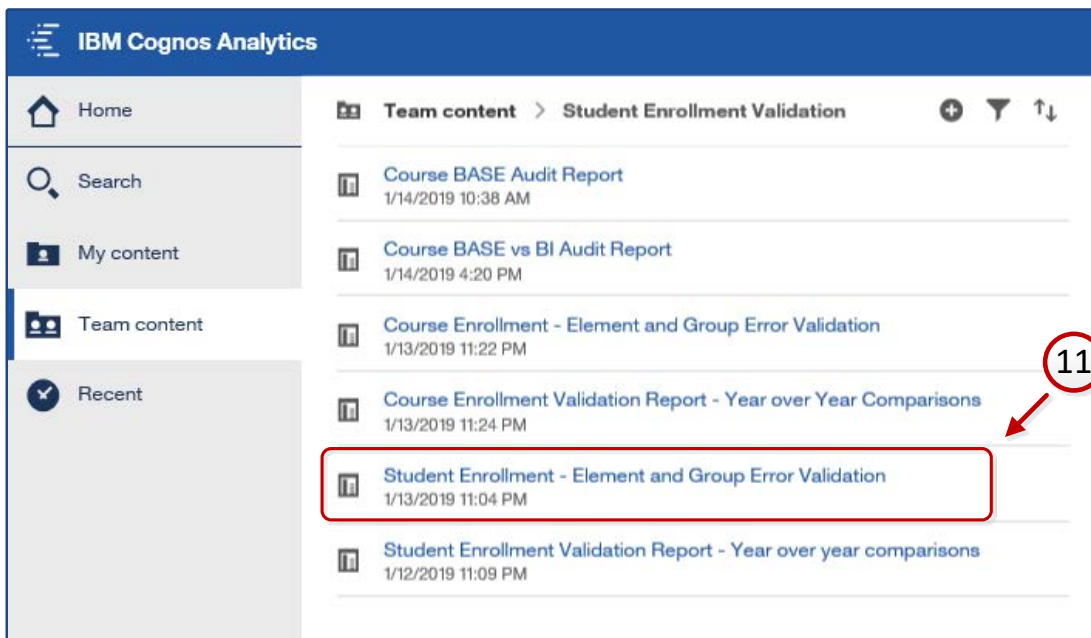 IBM Cognos Analytics
Home
Search
My content
Team content
Recent
Team content > Student Enrollment Validation
Course BASE Audit Report
1/14/2019 10:38 AM
Course BASE vs BI Audit Report
1/14/2019 4:20 PM
Course Enrollment - Element and Group Error Validation
1/13/2019 11:22 PM
Course Enrollment Validation Report - Year over Year Comparisons
1/13/2019 11:24 PM
11
Student Enrollment - Element and Group Error Validation
1/13/2019 11:04 PM
Student Enrollment Validation Report - Year over year comparisons
1/12/2019 11:09 PM